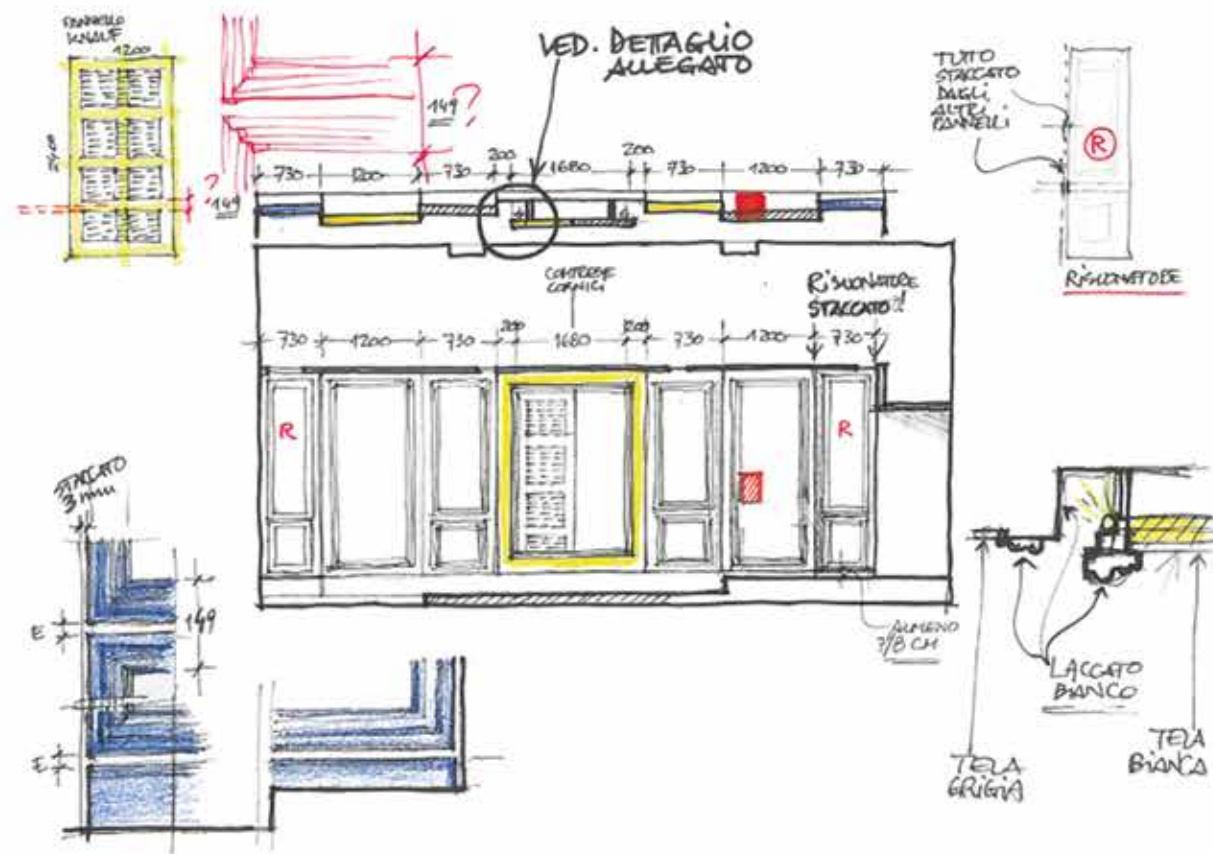 PANNELLO
KNAUF
1200
2400
? 149
149 ?
VED. DETTAGLIO
ALLEGATO
730 1200 730 200 1680 200 730 1200 730
TUTTO
STACCATO
DAGLI
ALTRI
PANNELLI
R
RISUONATORE
CORNICI
RISUONATORE
STACCATO!
730 1200 730 200 1680 200 730 1200 730
R
R
STACCATO
3 mm
149
E
E
ALMENO
7/8 CM
LACCATO
BIANCO
TELA
GRIGIA
TELA
BIANCA